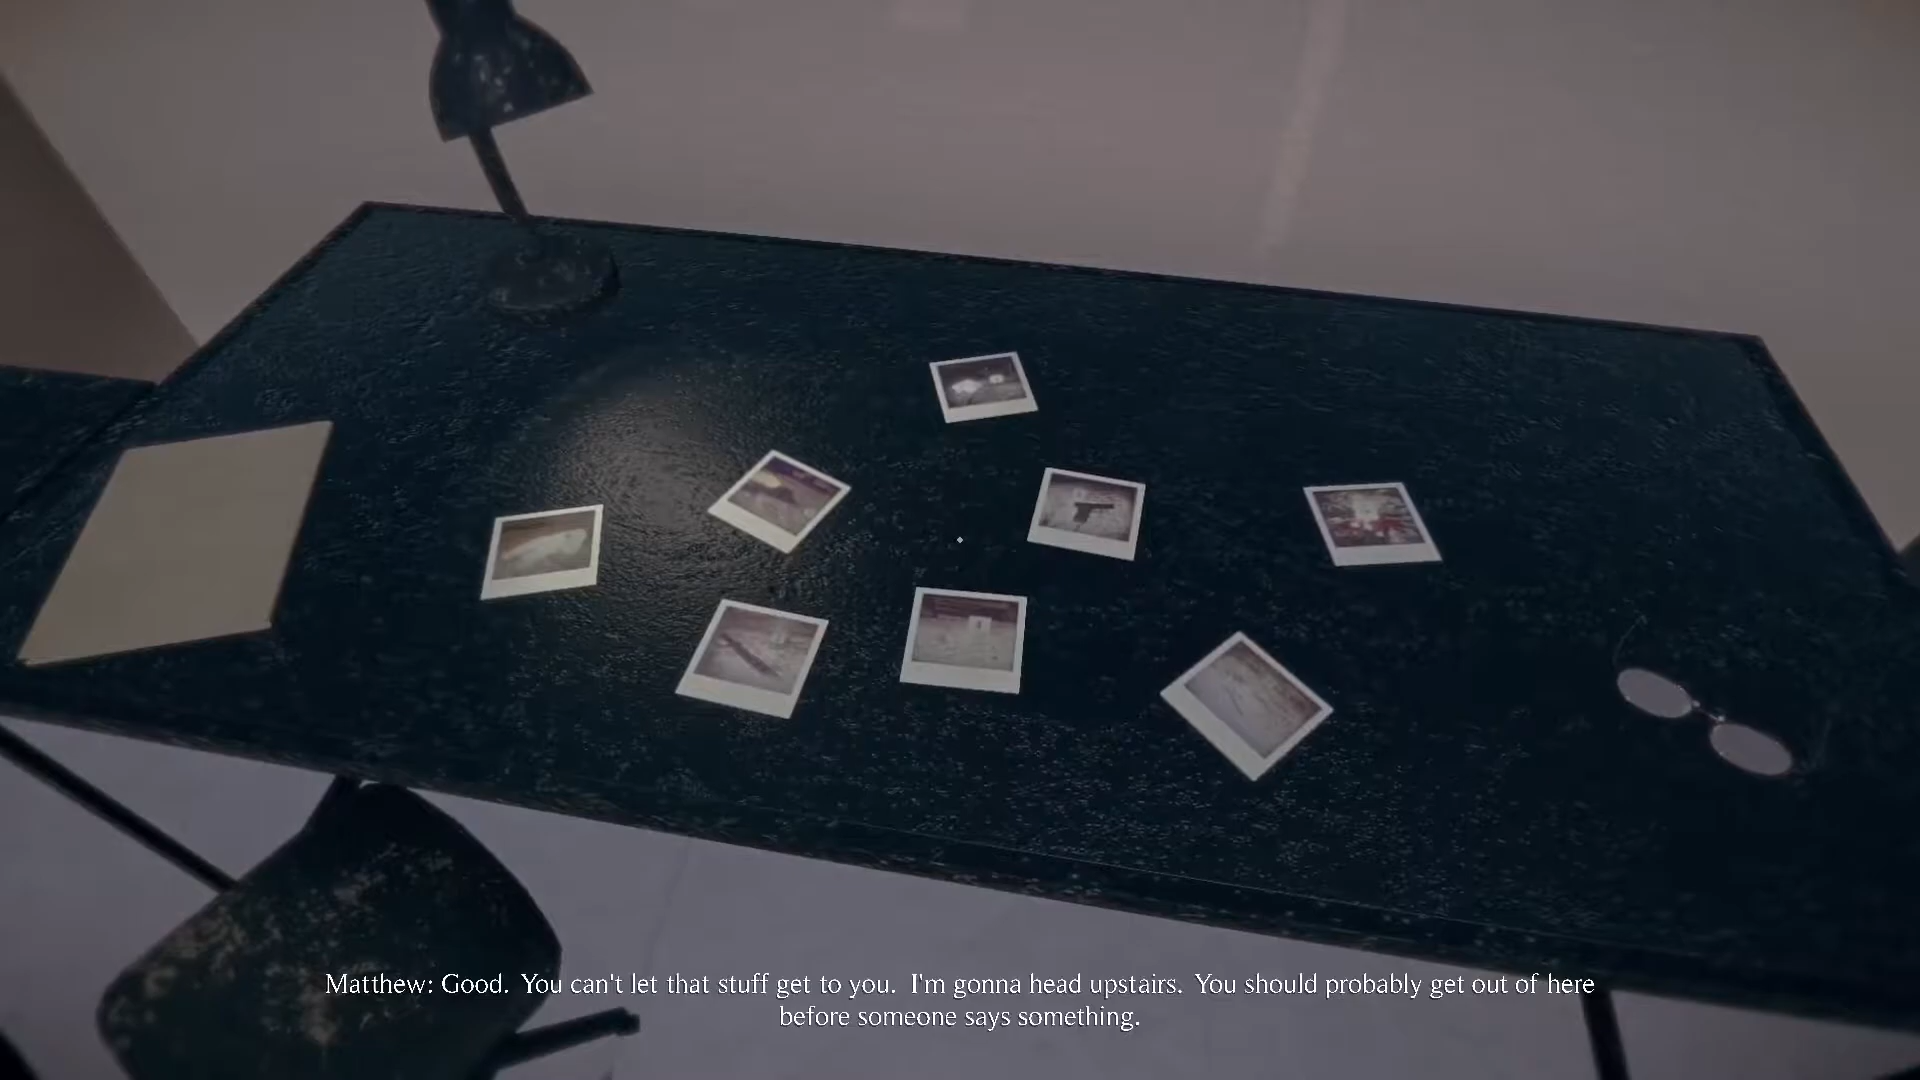 Matthew: Good. You can't let that stuff get to you. I'm gonna head upstairs. You should probably get out of here
before someone says something.